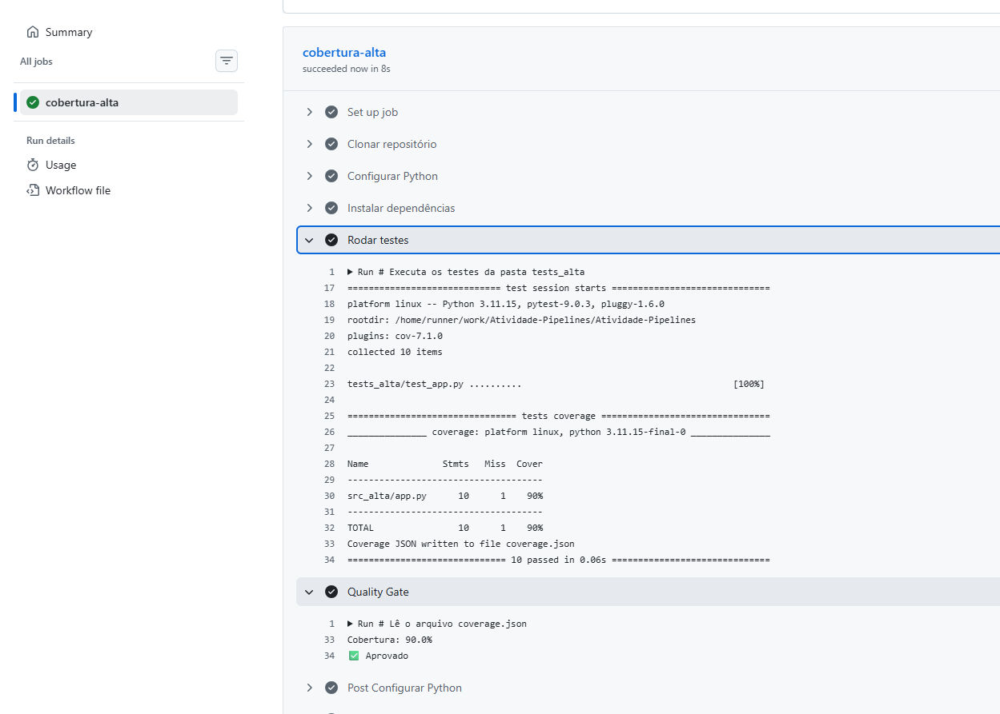 Summary
All jobs
cobertura-alta
Run details
Usage
Workflow file
cobertura-alta
succeeded now in 8s
Set up job
Clonar repositório
Configurar Python
Instalar dependências
Rodar testes
1 ▶ Run # Executa os testes da pasta tests_alta
17 ============================= test session starts ==============================
18 platform linux -- Python 3.11.15, pytest-9.0.3, pluggy-1.6.0
19 rootdir: /home/runner/work/Atividade-Pipelines/Atividade-Pipelines
20 plugins: cov-7.1.0
21 collected 10 items
22
23 tests_alta/test_app.py .......... [100%]
24
25 ================================ tests coverage ================================
26 _______________ coverage: platform linux, python 3.11.15-final-0 _______________
27
28 Name Stmts Miss Cover
29 -------------------------------------
30 src_alta/app.py 10 1 90%
31 -------------------------------------
32 TOTAL 10 1 90%
33 Coverage JSON written to file coverage.json
34 ============================== 10 passed in 0.06s ==============================
Quality Gate
1 ▶ Run # Lê o arquivo coverage.json
33 Cobertura: 90.0%
34 ✅ Aprovado
Post Configurar Python